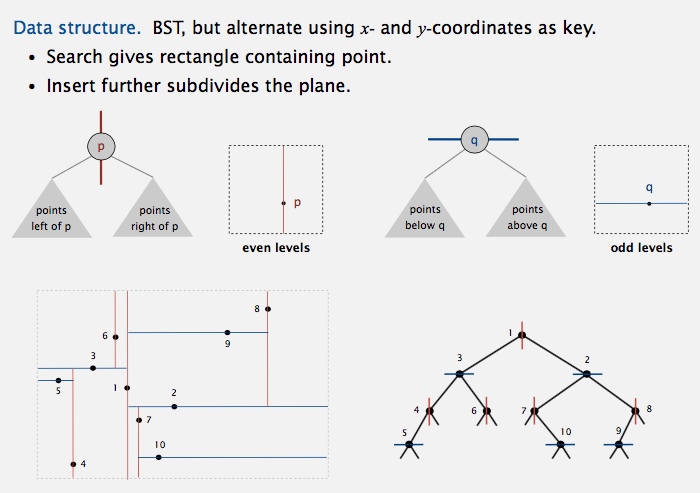 Data structure. BST, but alternate using x- and y-coordinates as key.
• Search gives rectangle containing point.
• Insert further subdivides the plane.
p
points
left of p
points
right of p
p
even levels
q
points
below q
points
above q
q
odd levels
8
6
9
3
5
1
2
7
10
4
1
3
2
4
6
7
8
5
10
9